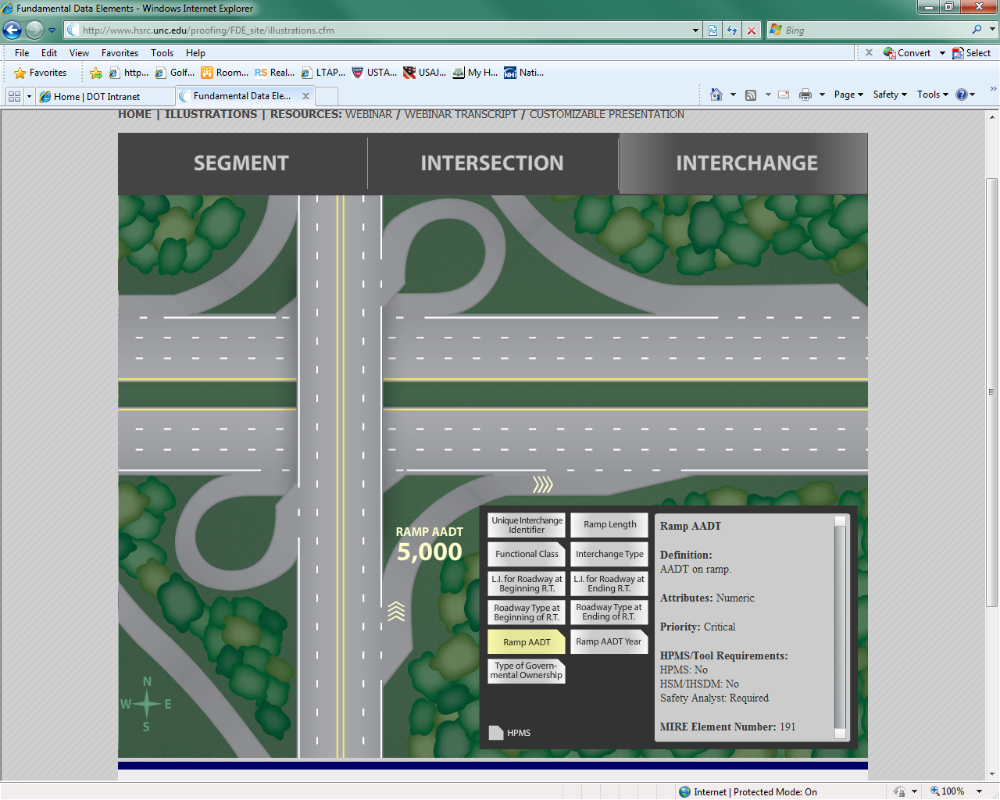 Fundamental Data Elements - Windows Internet Explorer
http://www.hsrc.unc.edu/proofing/FDE_site/illustrations.cfm
Bing
File Edit View Favorites Tools Help
Convert
Select
Favorites
http...
Golf...
Room...
RS Real...
LTAP...
USTA...
USAJ...
My H...
NH Nati...
Home | DOT Intranet
Fundamental Data Ele...
Page
Safety
Tools
HOME | ILLUSTRATIONS | RESOURCES: WEBINAR / WEBINAR TRANSCRIPT / CUSTOMIZABLE PRESENTATION
SEGMENT
INTERSECTION
INTERCHANGE
RAMP AADT
5,000
N
W E
S
Unique Interchange
Identifier
Ramp Length
Functional Class
Interchange Type
L.I. for Roadway at
Beginning R.T.
L.I. for Roadway at
Ending R.T.
Roadway Type at
Beginning of R.T.
Roadway Type at
Ending of R.T.
Ramp AADT
Ramp AADT Year
Type of Govern-
mental Ownership
HPMS
Ramp AADT
Definition:
AADT on ramp.
Attributes: Numeric
Priority: Critical
HPMS/Tool Requirements:
HPMS: No
HSM/IHSDM: No
Safety Analyst: Required
MIRE Element Number: 191
Internet | Protected Mode: On
100%